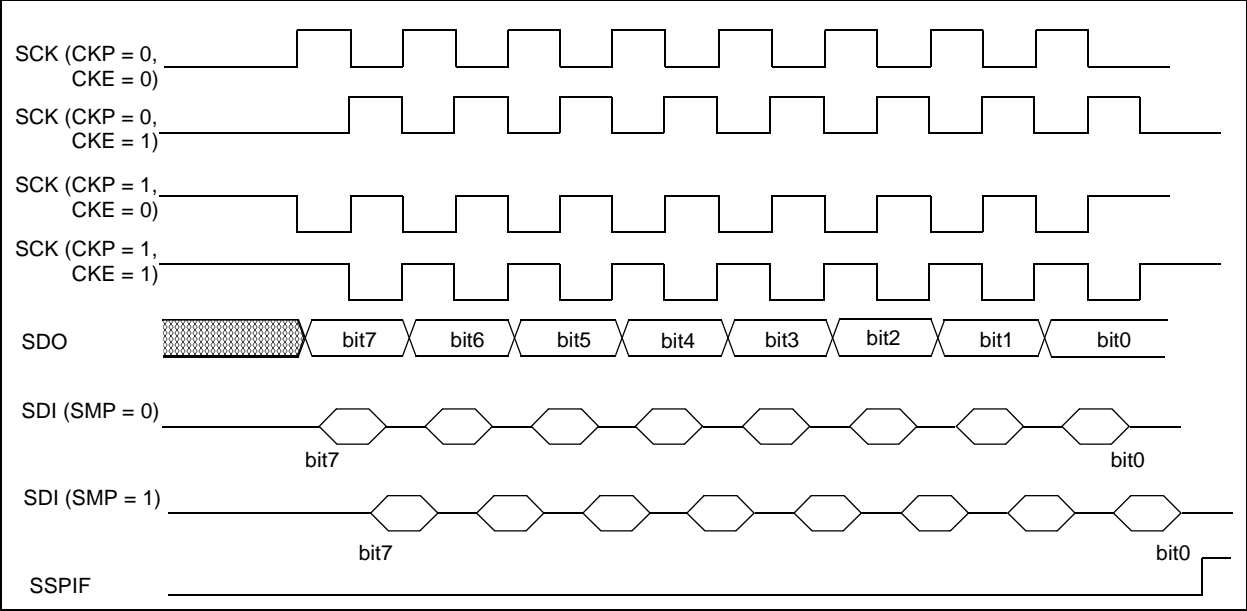 SCK (CKP = 0,
CKE = 0)
SCK (CKP = 0,
CKE = 1)
SCK (CKP = 1,
CKE = 0)
SCK (CKP = 1,
CKE = 1)
SDO bit7 bit6 bit5 bit4 bit3 bit2 bit1 bit0
SDI (SMP = 0)
bit7 bit0
SDI (SMP = 1)
bit7 bit0
SSPIF